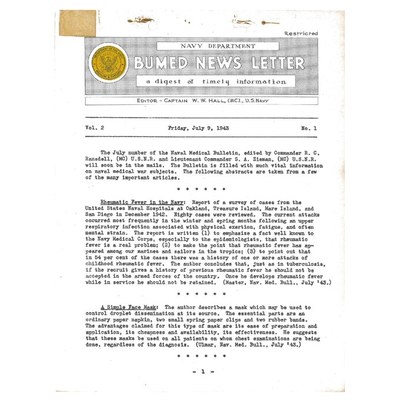 Restricted
NAVY DEPARTMENT
BUMED NEWS LETTER
a digest of timely information
EDITOR - CAPTAIN W. W. HALL, (MC), U.S. NAVY
Vol. 2 Friday, July 9, 1943 No. 1
The July number of the Naval Medical Bulletin, edited by Commander R. C.
Ransdell, (MC) U.S.N.R. and Lieutenant Commander S. A. Zieman, (MC) U.S.N.R.
will soon be in the mails. The Bulletin is filled with much vital information
on naval medical war subjects. The following abstracts are taken from a few
of the many important articles.
* * * * * *
Rheumatic Fever in the Navy: Report of a survey of cases from the
United States Naval Hospitals at Oakland, Treasure Island, Mare Island, and
San Diego in December 1942. Eighty cases were reviewed. The current attacks
occurred most frequently in the winter and spring months following an upper
respiratory infection associated with physical exertion, fatigue, and often
mental strain. The report is written (1) to emphasize a fact well known to
the Navy Medical Corps, especially to the epidemiologists, that rheumatic
fever is a real problem; (2) to make the point that rheumatic fever has ap-
peared among our marines and sailors in the tropics; (3) to point out that
in 64 per cent of the cases there was a history of one or more attacks of
childhood rheumatic fever. The author concludes that, just as in tuberculosis,
if the recruit gives a history of previous rheumatic fever he should not be
accepted in the armed forces of the country. Once he develops rheumatic fever
while in service he should not be retained. (Master, Nav. Med. Bull., July '43.)
* * * * * *
A Simple Face Mask: The author describes a mask which may be used to
control droplet dissemination at its source. The essential parts are an
ordinary paper napkin, two small spring paper clips and two rubber bands.
The advantages claimed for this type of mask are its ease of preparation and
application, its cheapness and availability, its effectiveness. He suggests
that these masks be used on all patients on whom chest examinations are being
done, regardless of the diagnosis. (Ulmar, Nav. Med. Bull., July '43.)
* * * * * *
- 1 -